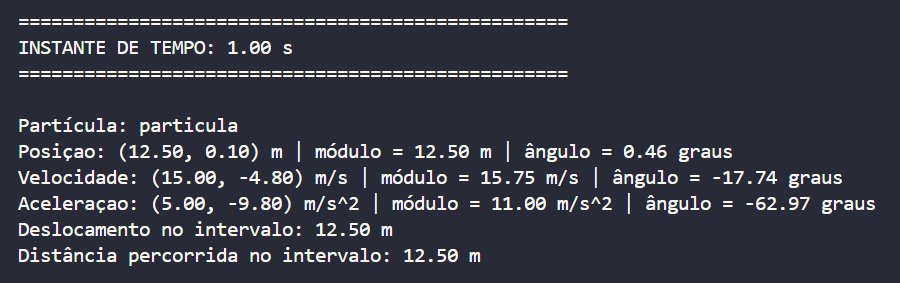 ==================================================
INSTANTE DE TEMPO: 1.00 s
==================================================
Partícula: particula
Posiçao: (12.50, 0.10) m | módulo = 12.50 m | ângulo = 0.46 graus
Velocidade: (15.00, -4.80) m/s | módulo = 15.75 m/s | ângulo = -17.74 graus
Aceleraçao: (5.00, -9.80) m/s^2 | módulo = 11.00 m/s^2 | ângulo = -62.97 graus
Deslocamento no intervalo: 12.50 m
Distância percorrida no intervalo: 12.50 m